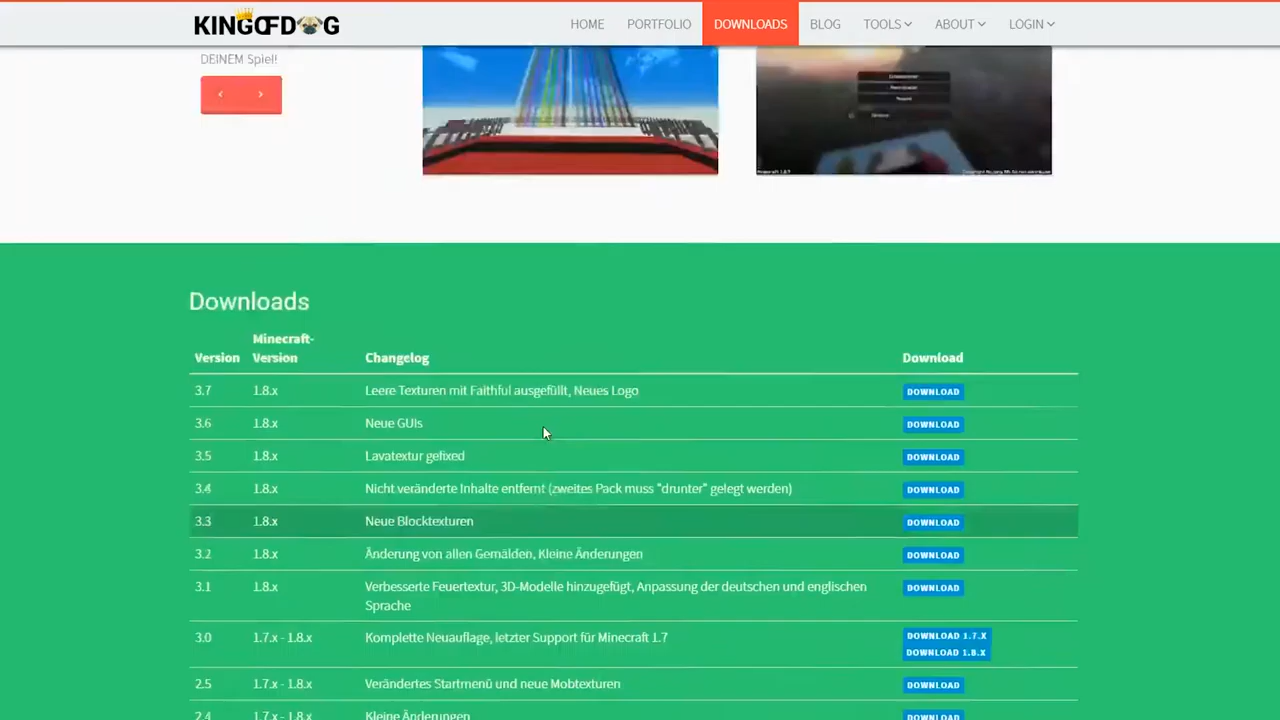 KINGOFDOG
HOME PORTFOLIO DOWNLOADS BLOG TOOLS ABOUT LOGIN
DEINEM Spiel!
Downloads
Version Minecraft-Version Changelog Download
3.7 1.8.x Leere Texturen mit Faithful ausgefüllt, Neues Logo DOWNLOAD
3.6 1.8.x Neue GUIs DOWNLOAD
3.5 1.8.x Lavatextur gefixed DOWNLOAD
3.4 1.8.x Nicht veränderte Inhalte entfernt (zweites Pack muss "drunter" gelegt werden) DOWNLOAD
3.3 1.8.x Neue Blocktexturen DOWNLOAD
3.2 1.8.x Änderung von allen Gemälden, Kleine Änderungen DOWNLOAD
3.1 1.8.x Verbesserte Feuertextur, 3D-Modelle hinzugefügt, Anpassung der deutschen und englischen DOWNLOAD
Sprache
3.0 1.7.x - 1.8.x Komplette Neuauflage, letzter Support für Minecraft 1.7 DOWNLOAD 1.7.X
DOWNLOAD 1.8.X
2.5 1.7.x - 1.8.x Verändertes Startmenü und neue Mobtexturen DOWNLOAD
2.4 1.7.x - 1.8.x Kleine Änderungen DOWNLOAD